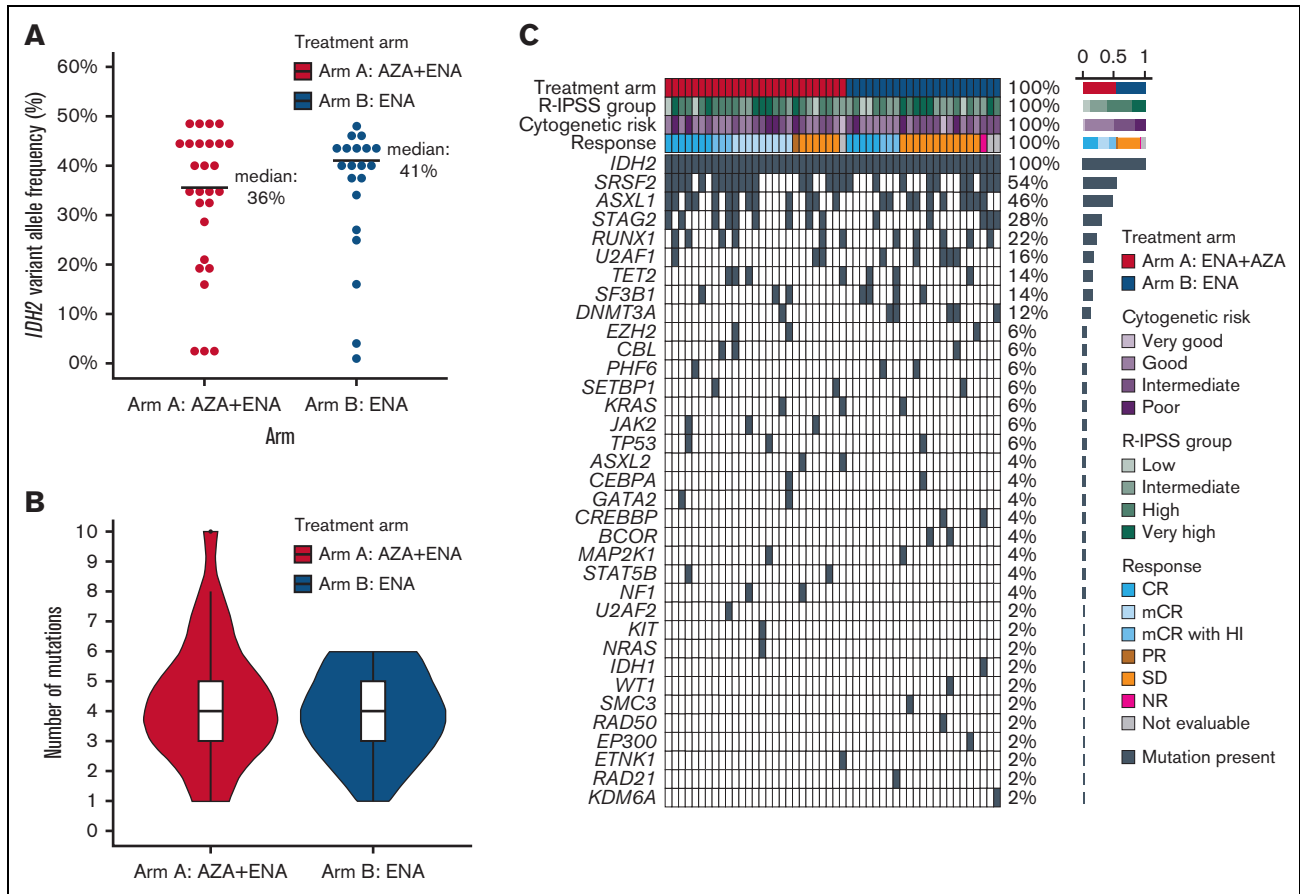 A
Treatment arm
Arm A: AZA+ENA
Arm B: ENA
60%
50%
40%
30%
20%
10%
0%
IDH2 variant allele frequency (%)
median:
36%
median:
41%
Arm A: AZA+ENA
Arm B: ENA
Arm
B
Treatment arm
Arm A: AZA+ENA
Arm B: ENA
10
9
8
7
6
5
4
3
2
1
0
Number of mutations
Arm A: AZA+ENA
Arm B: ENA
C
0 0.5 1
Treatment arm 100%
R-IPSS group 100%
Cytogenetic risk 100%
Response 100%
IDH2 100%
SRSF2 54%
ASXL1 46%
STAG2 28%
RUNX1 22%
U2AF1 16%
TET2 14%
SF3B1 14%
DNMT3A 12%
EZH2 6%
CBL 6%
PHF6 6%
SETBP1 6%
KRAS 6%
JAK2 6%
TP53 6%
ASXL2 4%
CEBPA 4%
GATA2 4%
CREBBP 4%
BCOR 4%
MAP2K1 4%
STAT5B 4%
NF1 4%
U2AF2 2%
KIT 2%
NRAS 2%
IDH1 2%
WT1 2%
SMC3 2%
RAD50 2%
EP300 2%
ETNK1 2%
RAD21 2%
KDM6A 2%
Treatment arm
Arm A: ENA+AZA
Arm B: ENA
Cytogenetic risk
Very good
Good
Intermediate
Poor
R-IPSS group
Low
Intermediate
High
Very high
Response
CR
mCR
mCR with HI
PR
SD
NR
Not evaluable
Mutation present